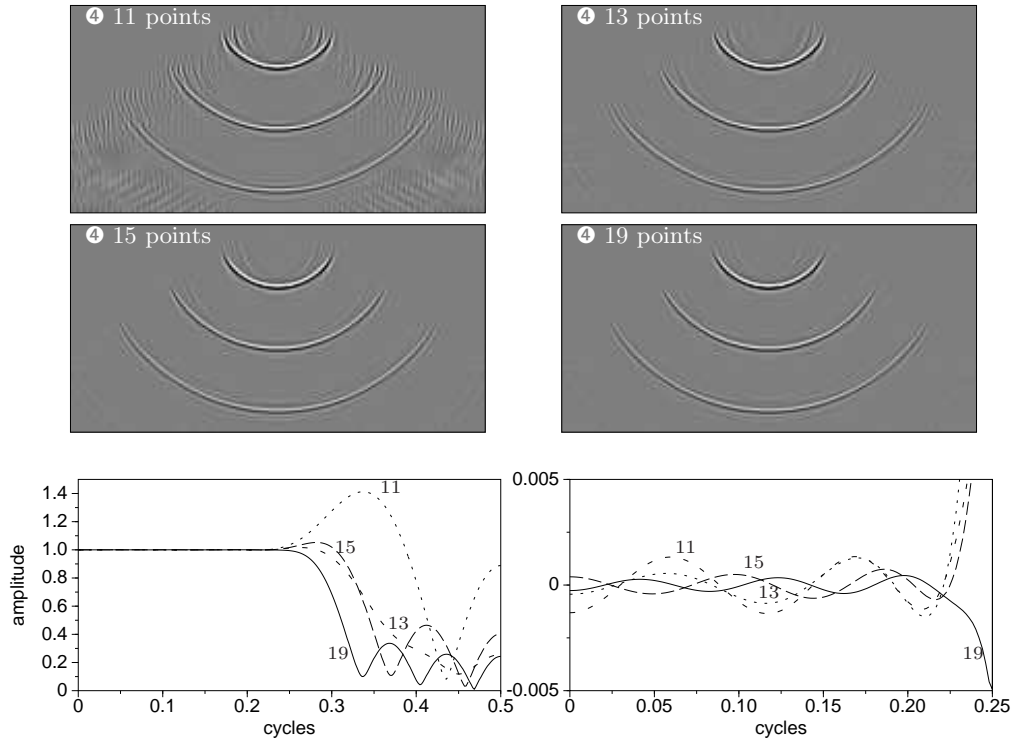 ❹ 11 points
❹ 13 points
❹ 15 points
❹ 19 points
amplitude
1.4
1.2
1.0
0.8
0.6
0.4
0.2
0
0 0.1 0.2 0.3 0.4 0.5
cycles
11
15
13
19
0.005
0
-0.005
0 0.05 0.10 0.15 0.20 0.25
cycles
11
15
13
19